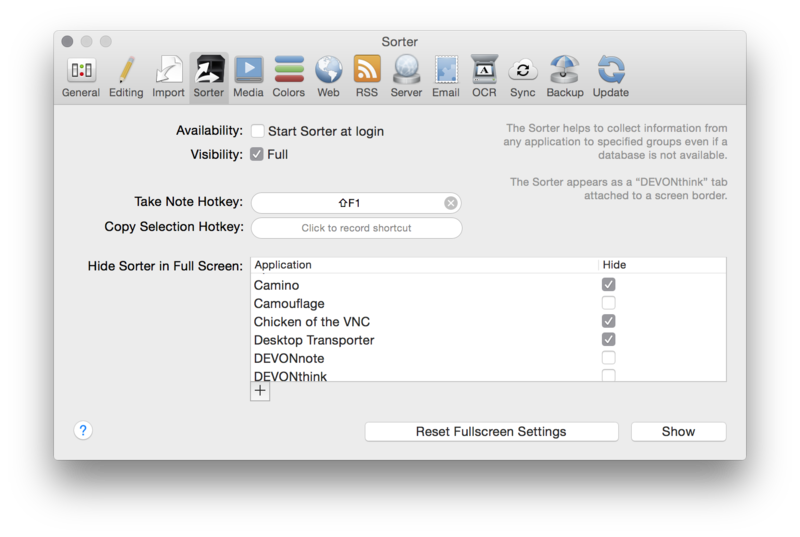 Sorter
General Editing Import Sorter Media Colors Web RSS Server Email OCR Sync Backup Update
Availability: Start Sorter at login
Visibility: Full
The Sorter helps to collect information from
any application to specified groups even if a
database is not available.
The Sorter appears as a “DEVONthink” tab
attached to a screen border.
Take Note Hotkey: ⇧F1
Copy Selection Hotkey: Click to record shortcut
Hide Sorter in Full Screen: Application Hide
Camino
Camouflage
Chicken of the VNC
Desktop Transporter
DEVONnote
DEVONthink
+
? Reset Fullscreen Settings Show